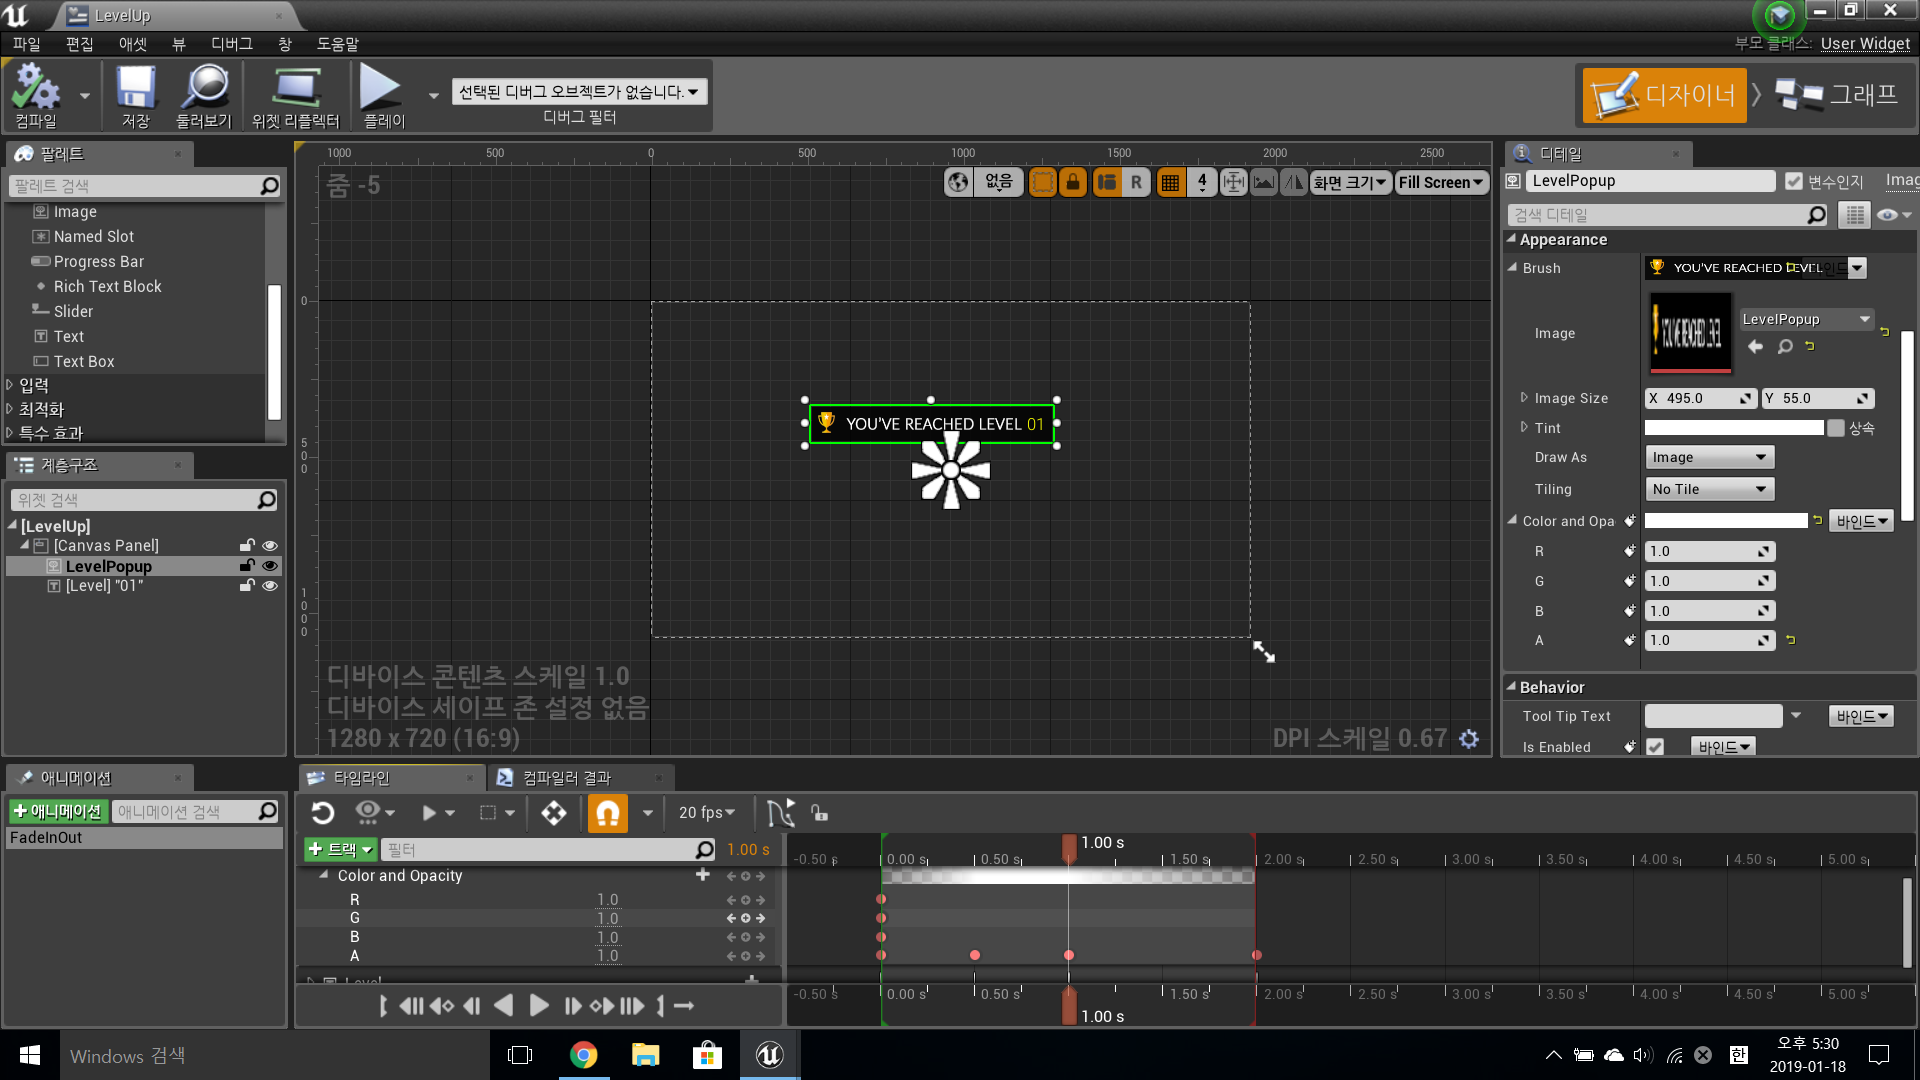 LevelUp
파일 편집 애셋 뷰 디버그 창 도움말
부모 클래스: User Widget
컴파일 저장 둘러보기 위젯 리플렉터 플레이
선택된 디버그 오브젝트가 없습니다.
디버그 필터
디자이너 그래프
팔레트
팔레트 검색
Image
Named Slot
Progress Bar
Rich Text Block
Slider
Text
Text Box
입력
최적화
특수 효과
계층구조
위젯 검색
[LevelUp]
[Canvas Panel]
LevelPopup
[Level] "01"
1000 500 0 500 1000 1500 2000 2500
줌 -5
없음 R 4 화면 크기 Fill Screen
0
500
1000
YOU'VE REACHED LEVEL 01
디바이스 콘텐츠 스케일 1.0
디바이스 세이프 존 설정 없음
1280 x 720 (16:9)
DPI 스케일 0.67
디테일
LevelPopup 변수인지 Imag
검색 디테일
Appearance
Brush YOU'VE REACHED LEVEL 바인드
Image YOU'VE REACHED LEVEL LevelPopup
Image Size X 495.0 Y 55.0
Tint 상속
Draw As Image
Tiling No Tile
Color and Opa 바인드
R 1.0
G 1.0
B 1.0
A 1.0
Behavior
Tool Tip Text 바인드
Is Enabled 바인드
애니메이션
애니메이션 애니메이션 검색
FadeInOut
타임라인 컴파일러 결과
20 fps
트랙 필터 1.00 s
Color and Opacity
R 1.0
G 1.0
B 1.0
A 1.0
Level
1.00 s
-0.50 s 0.00 s 0.50 s 1.50 s 2.00 s 2.50 s 3.00 s 3.50 s 4.00 s 4.50 s 5.00 s
-0.50 s 0.00 s 0.50 s 1.50 s 2.00 s 2.50 s 3.00 s 3.50 s 4.00 s 4.50 s 5.00 s
1.00 s
Windows 검색
한
오후 5:30
2019-01-18